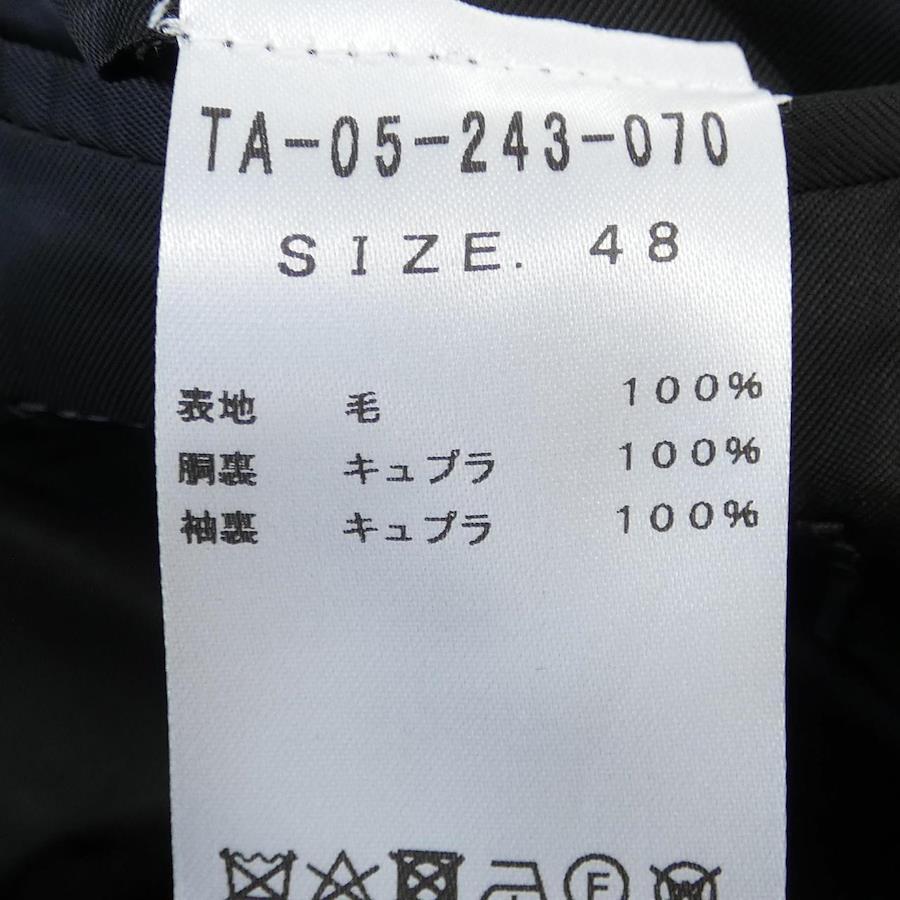 TA-05-243-070
SIZE. 48
表地 毛 100%
胴裏 キュプラ 100%
袖裏 キュプラ 100%
F
W